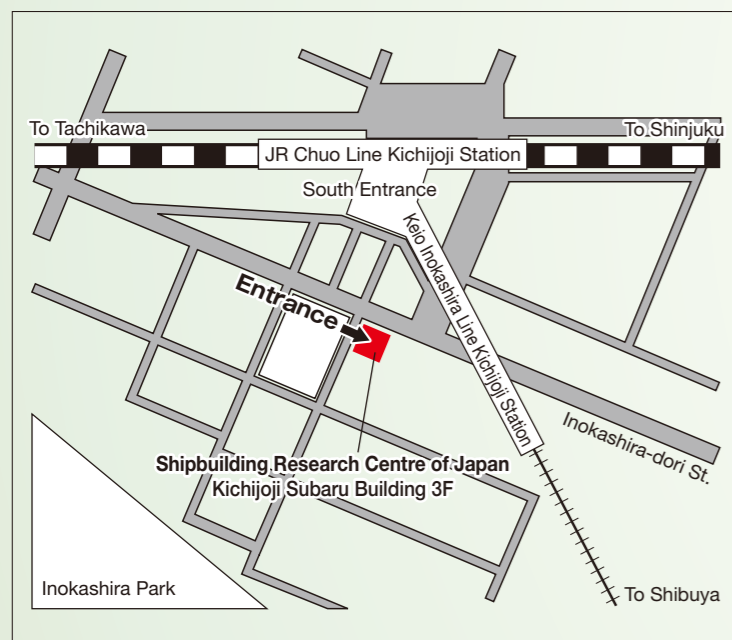 To Tachikawa
To Shinjuku
JR Chuo Line Kichijoji Station
South Entrance
Keio Inokashira Line Kichijoji Station
Entrance
Inokashira-dori St.
Shipbuilding Research Centre of Japan
Kichijoji Subaru Building 3F
Inokashira Park
To Shibuya